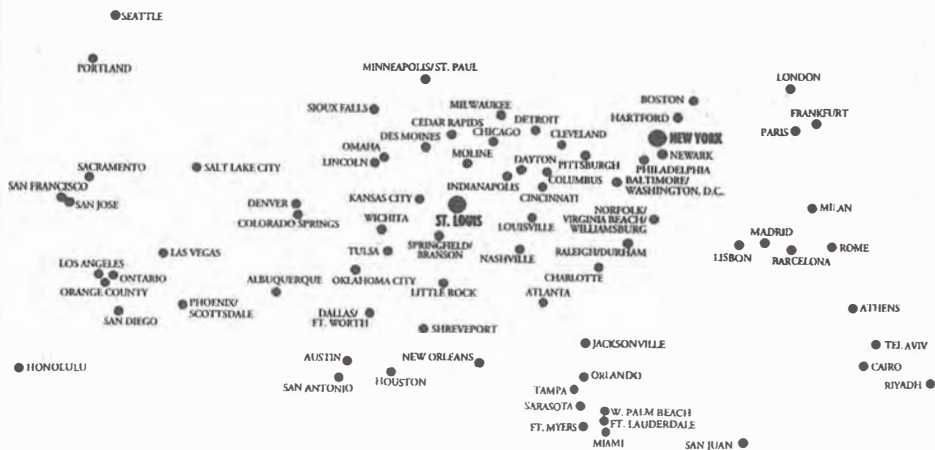 SEATTLE
PORTLAND
MINNEAPOLIS/ ST. PAUL
LONDON
SIOUX FALLS
MILWAUKEE
BOSTON
FRANKFURT
CEDAR RAPIDS
DETROIT
HARTFORD
DES MOINES
CHICAGO
CLEVELAND
PARIS
NEW YORK
OMAHA
NEWARK
SACRAMENTO
SALT LAKE CITY
LINCOLN
MOLINE
DAYTON
PITTSBURGH
PHILADELPHIA
SAN FRANCISCO
INDIANAPOLIS
COLUMBUS
BALTIMORE/
WASHINGTON, D.C.
CINCINNATI
SAN JOSE
DENVER
KANSAS CITY
COLORADO SPRINGS
WICHITA
ST. LOUIS
LOUISVILLE
NORFOLK/
VIRGINIA BEACH/
WILLIAMSBURG
MILAN
MADRID
LAS VEGAS
TULSA
SPRINGFIELD/
BRANSON
NASHVILLE
RALEIGH/DURHAM
LISBON
BARCELONA
ROME
LOS ANGELES
ONTARIO
ORANGE COUNTY
ALBUQUERQUE
OKLAHOMA CITY
LITTLE ROCK
CHARLOTTE
ATLANTA
SAN DIEGO
PHOENIX/
SCOTTSDALE
DALLAS/
FT. WORTH
SHREVEPORT
ATHENS
JACKSONVILLE
TEL AVIV
HONOLULU
AUSTIN
NEW ORLEANS
CAIRO
SAN ANTONIO
HOUSTON
ORLANDO
RIYADH
TAMPA
SARASOTA
W. PALM BEACH
FT. MYERS
FT. LAUDERDALE
MIAMI
SAN JUAN